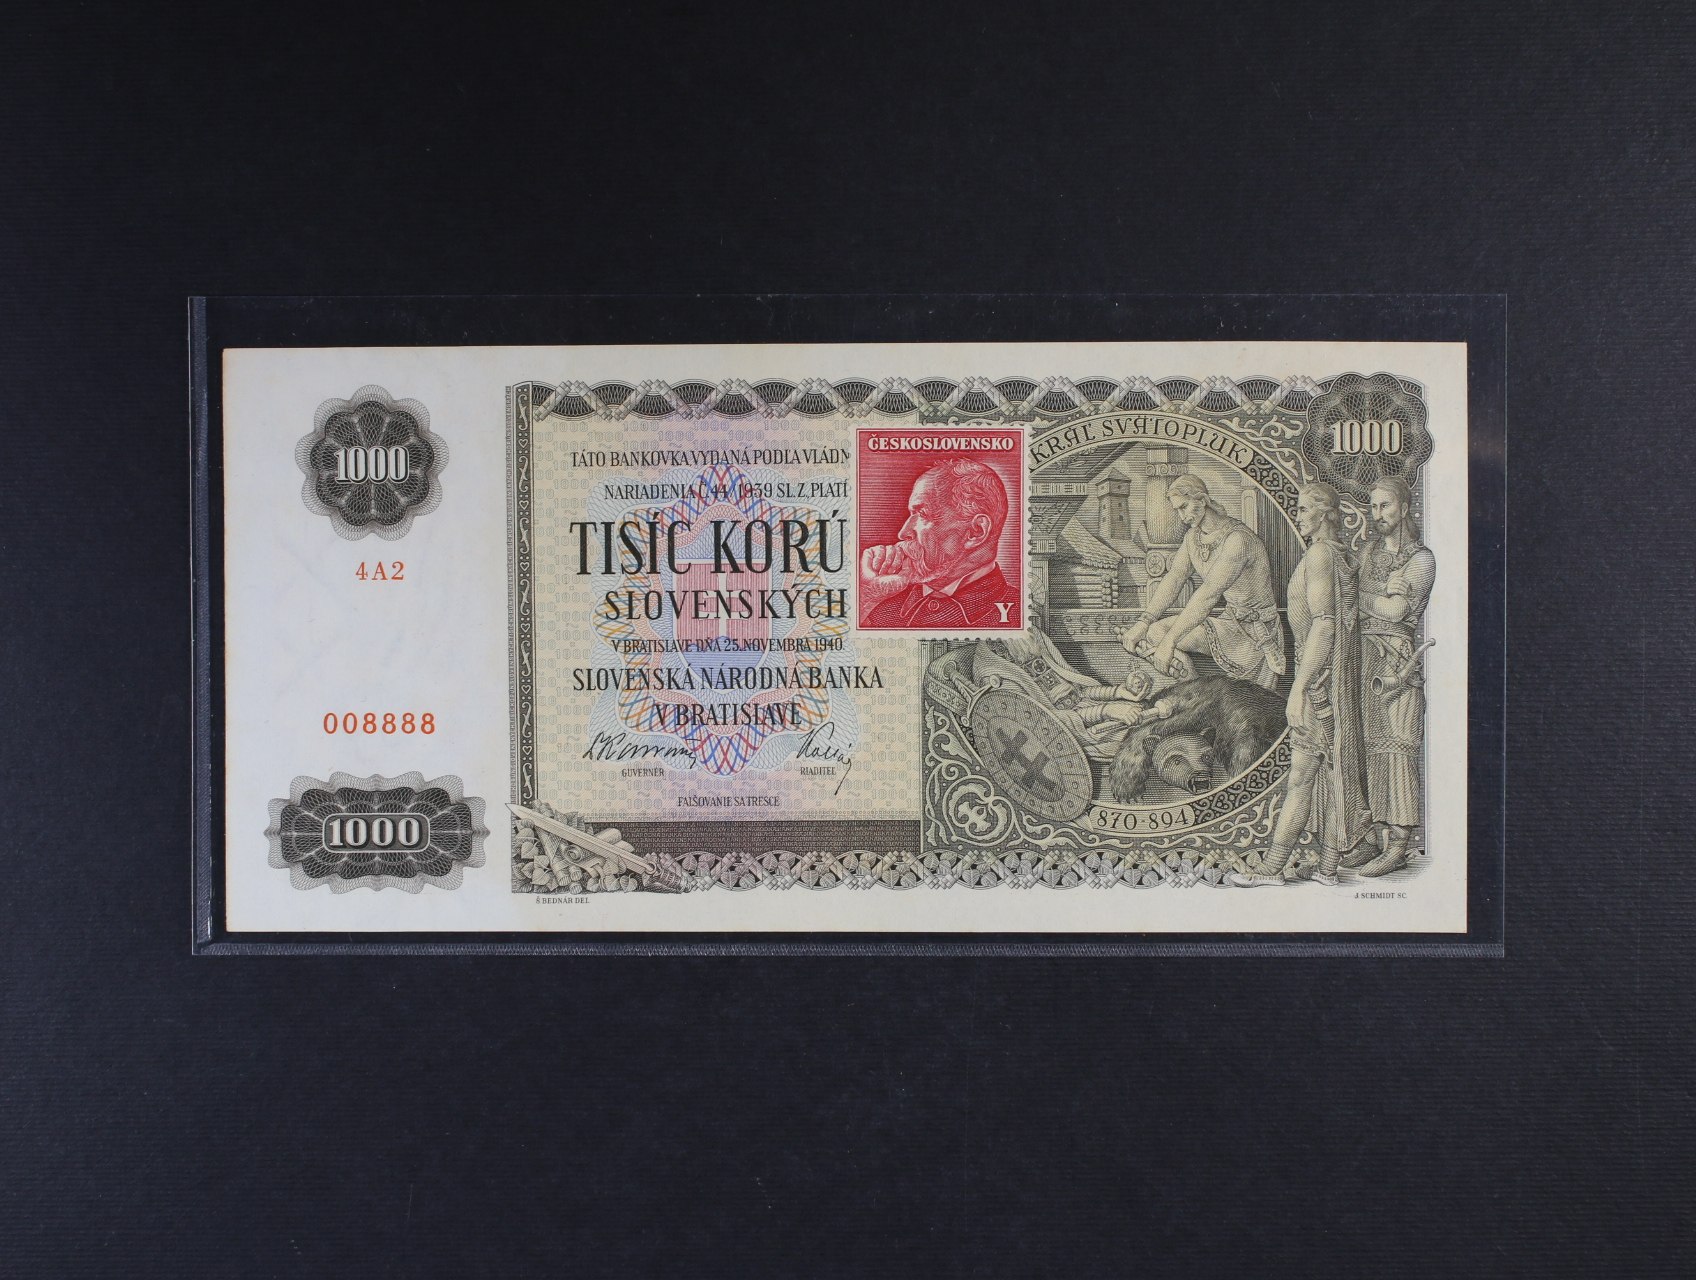 1000
4A2
008888
1000
TÁTO BANKOVKA VYDANÁ PODĽA VLÁDN
NARIADENIA Č. 44/1939 SL. Z. PLATÍ
TISÍC KORÚ
SLOVENSKÝCH
V BRATISLAVE DŇA 25. NOVEMBRA 1940.
SLOVENSKÁ NÁRODNÁ BANKA
V BRATISLAVE
GUVERNÉR
RIADITEĽ
FALŠOVANIE SA TRESCE
ČESKOSLOVENSKO
Y
KRÁĽ SVÄTOPLUK
1000
870-894
Š. BEDNÁR DEL.
J. SCHMIDT SC.